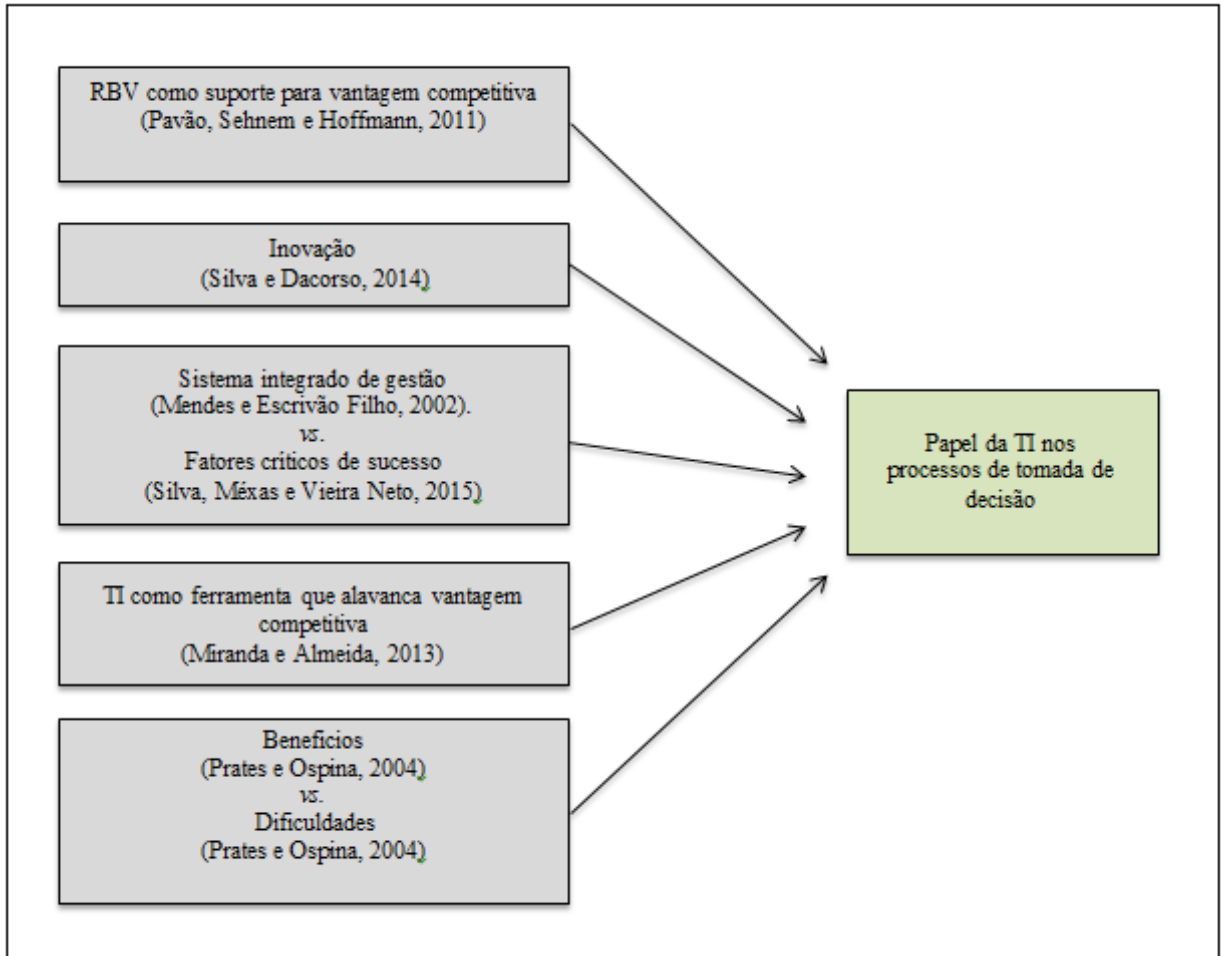 RBV como suporte para vantagem competitiva
(Pavão, Sehnem e Hoffmann, 2011)
Inovação
(Silva e Dacorso, 2014)
Sistema integrado de gestão
(Mendes e Escrivão Filho, 2002).
vs.
Fatores críticos de sucesso
(Silva, Méxas e Vieira Neto, 2015)
TI como ferramenta que alavanca vantagem
competitiva
(Miranda e Almeida, 2013)
Benefícios
(Prates e Ospina, 2004)
vs.
Dificuldades
(Prates e Ospina, 2004)
Papel da TI nos
processos de tomada de
decisão